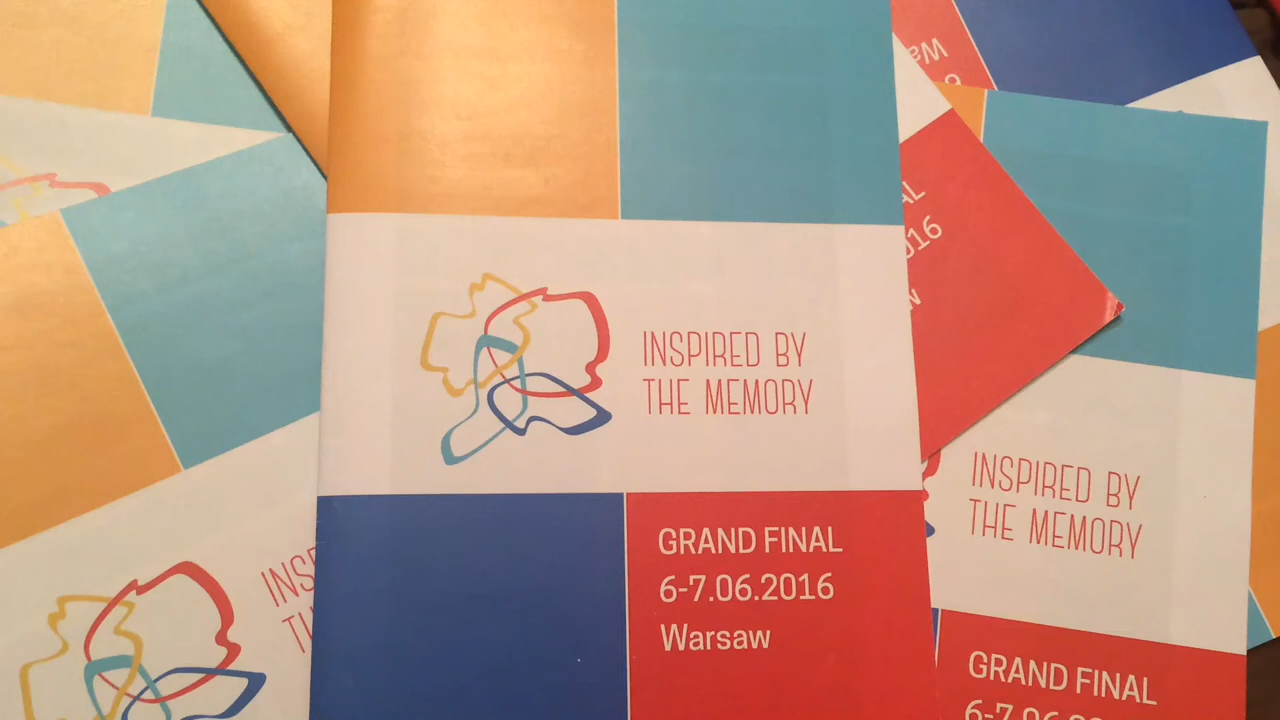 INSPIRED BY
THE MEMORY
GRAND FINAL
6-7.06.2016
Warsaw
INSPIRED BY
THE MEMORY
GRAND FINAL